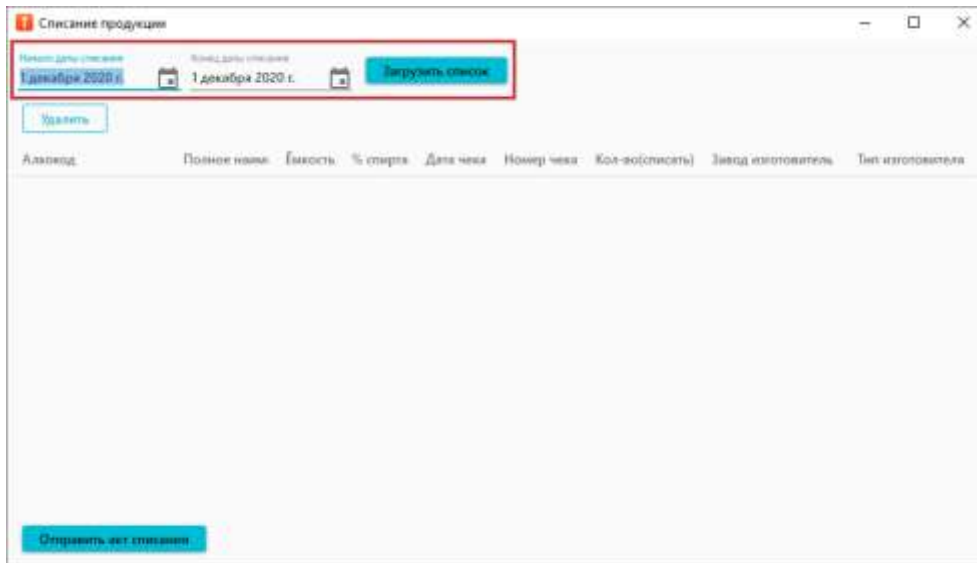 Списание продукции
Начало даты списания Конец даты списания
1 декабря 2020 г. 1 декабря 2020 г. Загрузить список
Удалить
Алкокод Полное наим Ёмкость % спирта Дата чека Номер чека Кол-во(списать) Завод изготовитель Тип изготовителя
Отправить акт списания